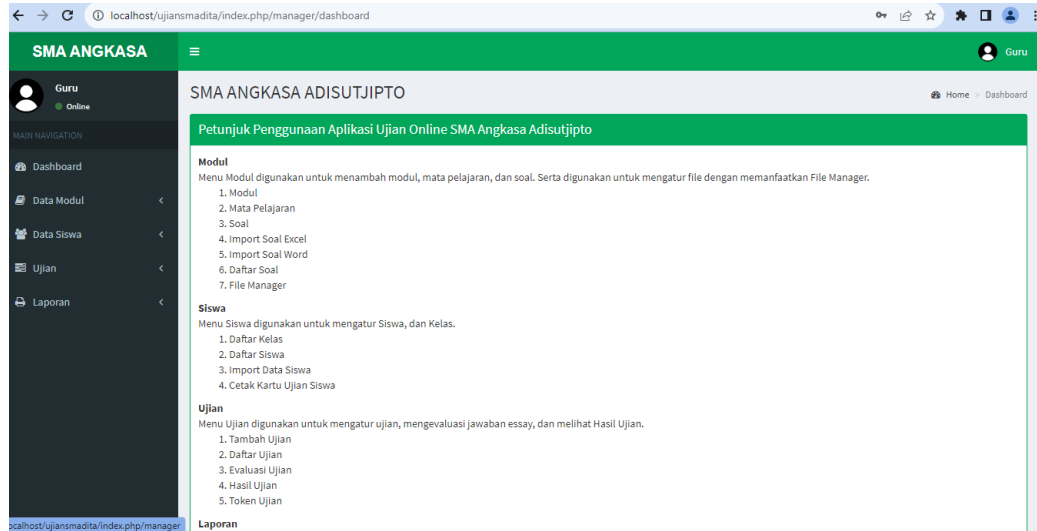 localhost/ujiansmadita/index.php/manager/dashboard
SMA ANGKASA
Guru
Guru
Online
SMA ANGKASA ADISUTJIPTO
Home > Dashboard
MAIN NAVIGATION
Dashboard
Data Modul
Data Siswa
Ujian
Laporan
Petunjuk Penggunaan Aplikasi Ujian Online SMA Angkasa Adisutjipto
Modul
Menu Modul digunakan untuk menambah modul, mata pelajaran, dan soal. Serta digunakan untuk mengatur file dengan memanfaatkan File Manager.
1. Modul
2. Mata Pelajaran
3. Soal
4. Import Soal Excel
5. Import Soal Word
6. Daftar Soal
7. File Manager
Siswa
Menu Siswa digunakan untuk mengatur Siswa, dan Kelas.
1. Daftar Kelas
2. Daftar Siswa
3. Import Data Siswa
4. Cetak Kartu Ujian Siswa
Ujian
Menu Ujian digunakan untuk mengatur ujian, mengevaluasi jawaban essay, dan melihat Hasil Ujian.
1. Tambah Ujian
2. Daftar Ujian
3. Evaluasi Ujian
4. Hasil Ujian
5. Token Ujian
Laporan
ocalhost/ujiansmadita/index.php/manager